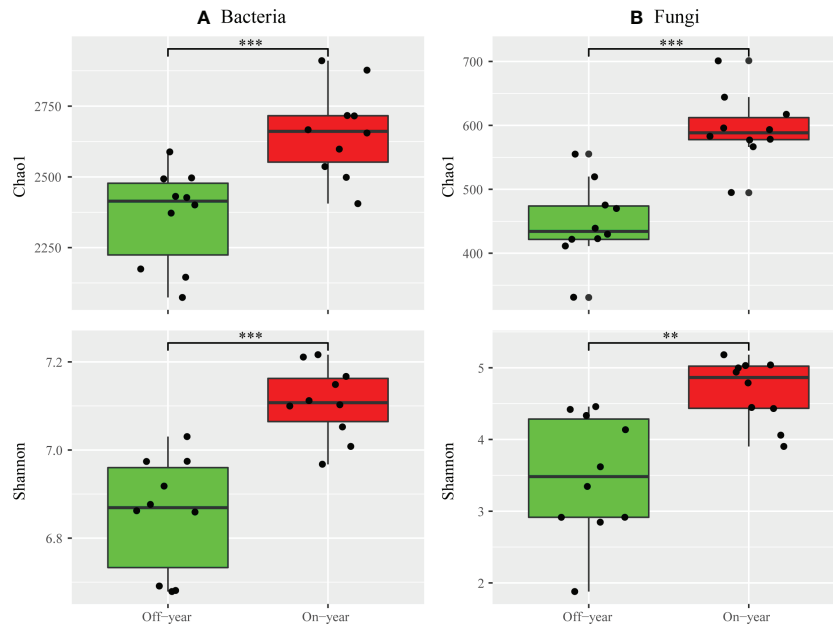 A Bacteria
B Fungi
Chao1
2750
2500
2250
***
Chao1
700
600
500
400
***
Shannon
7.2
7.0
6.8
***
Off−year
On−year
Shannon
5
4
3
2
**
Off−year
On−year